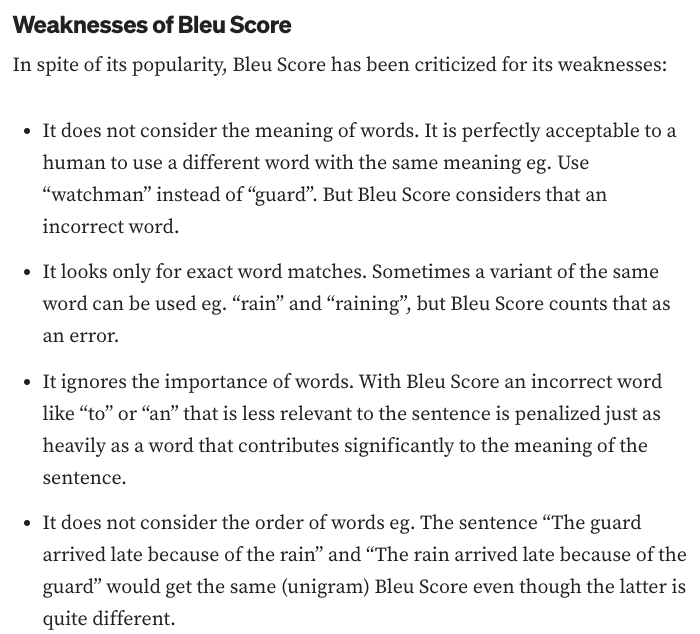 Weaknesses of Bleu Score
In spite of its popularity, Bleu Score has been criticized for its weaknesses:
• It does not consider the meaning of words. It is perfectly acceptable to a
human to use a different word with the same meaning eg. Use
“watchman” instead of “guard”. But Bleu Score considers that an
incorrect word.
• It looks only for exact word matches. Sometimes a variant of the same
word can be used eg. “rain” and “raining”, but Bleu Score counts that as
an error.
• It ignores the importance of words. With Bleu Score an incorrect word
like “to” or “an” that is less relevant to the sentence is penalized just as
heavily as a word that contributes significantly to the meaning of the
sentence.
• It does not consider the order of words eg. The sentence “The guard
arrived late because of the rain” and “The rain arrived late because of the
guard” would get the same (unigram) Bleu Score even though the latter is
quite different.